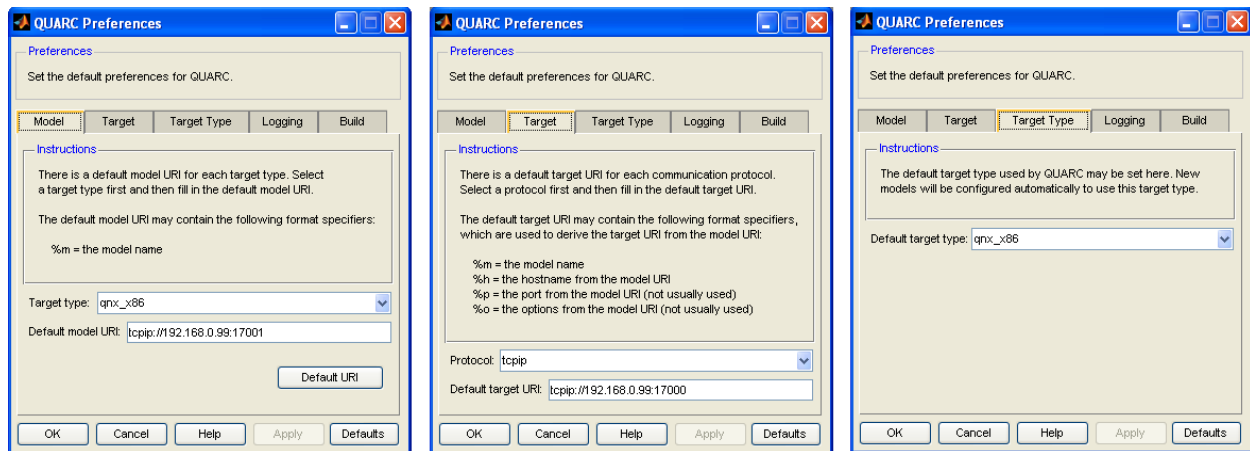 QUARC Preferences
Preferences
Set the default preferences for QUARC.
Model Target Target Type Logging Build
Instructions
There is a default model URI for each target type. Select
a target type first and then fill in the default model URI.
The default model URI may contain the following format specifiers:
%m = the model name
Target type: qnx_x86
Default model URI: tcpip://192.168.0.99:17001
Default URI
OK Cancel Help Apply Defaults
QUARC Preferences
Preferences
Set the default preferences for QUARC.
Model Target Target Type Logging Build
Instructions
There is a default target URI for each communication protocol.
Select a protocol first and then fill in the default target URI.
The default target URI may contain the following format specifiers,
which are used to derive the target URI from the model URI:
%m = the model name
%h = the hostname from the model URI
%p = the port from the model URI (not usually used)
%o = the options from the model URI (not usually used)
Protocol: tcpip
Default target URI: tcpip://192.168.0.99:17000
OK Cancel Help Apply Defaults
QUARC Preferences
Preferences
Set the default preferences for QUARC.
Model Target Target Type Logging Build
Instructions
The default target type used by QUARC may be set here. New
models will be configured automatically to use this target type.
Default target type: qnx_x86
OK Cancel Help Apply Defaults